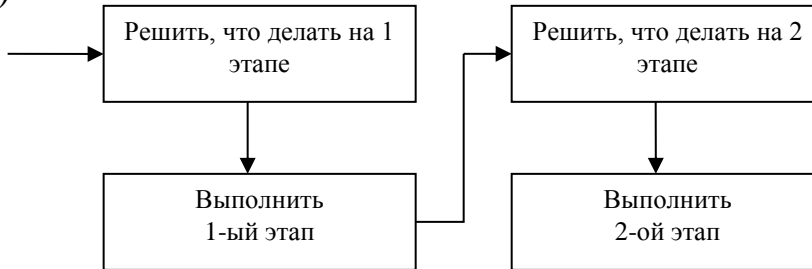 )
Решить, что делать на 1
этапе
Выполнить
1-ый этап
Решить, что делать на 2
этапе
Выполнить
2-ой этап